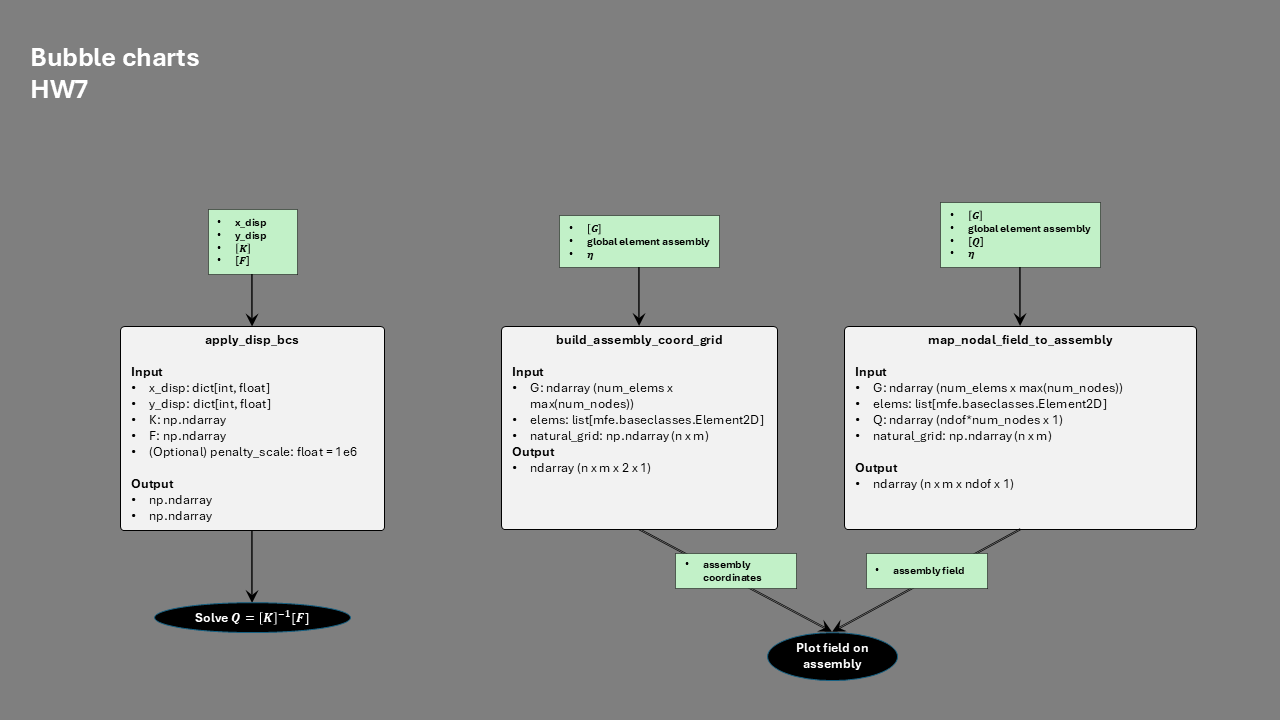 Bubble charts
HW7
• x_disp
• y_disp
• [K]
• [F]
apply_disp_bcs
Input
• x_disp: dict[int, float]
• y_disp: dict[int, float]
• K: np.ndarray
• F: np.ndarray
• (Optional) penalty_scale: float = 1e6
Output
• np.ndarray
• np.ndarray
Solve Q = [K]⁻¹[F]
• [G]
• global element assembly
• η
build_assembly_coord_grid
Input
• G: ndarray (num_elems x
max(num_nodes))
• elems: list[mfe.baseclasses.Element2D]
• natural_grid: np.ndarray (n x m)
Output
• ndarray (n x m x 2 x 1)
• assembly
coordinates
• [G]
• global element assembly
• [Q]
• η
map_nodal_field_to_assembly
Input
• G: ndarray (num_elems x max(num_nodes))
• elems: list[mfe.baseclasses.Element2D]
• Q: ndarray (ndof*num_nodes x 1)
• natural_grid: np.ndarray (n x m)
Output
• ndarray (n x m x ndof x 1)
• assembly field
Plot field on
assembly